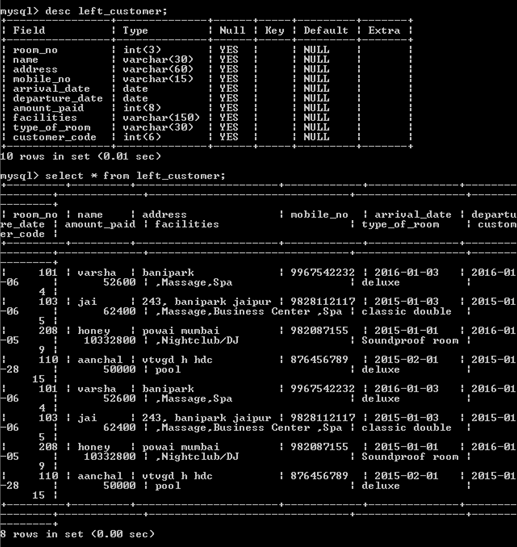 mysql> desc left_customer;
| Field | Type | Null | Key | Default | Extra |
| room_no | int(3) | YES | | NULL | |
| name | varchar(30) | YES | | NULL | |
| address | varchar(60) | YES | | NULL | |
| mobile_no | varchar(15) | YES | | NULL | |
| arrival_date | date | YES | | NULL | |
| departure_date | date | YES | | NULL | |
| amount_paid | int(8) | YES | | NULL | |
| facilities | varchar(150) | YES | | NULL | |
| type_of_room | varchar(30) | YES | | NULL | |
| customer_code | int(6) | YES | | NULL | |
10 rows in set (0.01 sec)
mysql> select * from left_customer;
| room_no | name | address | mobile_no | arrival_date | departu
re_date | amount_paid | facilities | type_of_room | custom
er_code |
| 101 | varsha | banipark | 9967542232 | 2016-01-03 | 2016-01
-06 | 52600 | ,Massage,Spa | deluxe |
4 |
| 103 | jai | 243, banipark jaipur | 9828112117 | 2016-01-03 | 2016-01
-06 | 62400 | ,Massage,Business Center ,Spa | classic double |
5 |
| 208 | honey | powai mumbai | 982087155 | 2015-01-01 | 2016-01
-05 | 10332800 | ,Nightclub/DJ | Soundproof room |
9 |
| 110 | aanchal | vtvgd h hdc | 876456789 | 2015-02-01 | 2015-02
-28 | 50000 | pool | deluxe |
15 |
| 101 | varsha | banipark | 9967542232 | 2016-01-03 | 2016-01
-06 | 52600 | ,Massage,Spa | deluxe |
4 |
| 103 | jai | 243, banipark jaipur | 9828112117 | 2016-01-03 | 2016-01
-06 | 62400 | ,Massage,Business Center ,Spa | classic double |
5 |
| 208 | honey | powai mumbai | 982087155 | 2015-01-01 | 2016-01
-05 | 10332800 | ,Nightclub/DJ | Soundproof room |
9 |
| 110 | aanchal | vtvgd h hdc | 876456789 | 2015-02-01 | 2015-02
-28 | 50000 | pool | deluxe |
15 |
8 rows in set (0.00 sec)